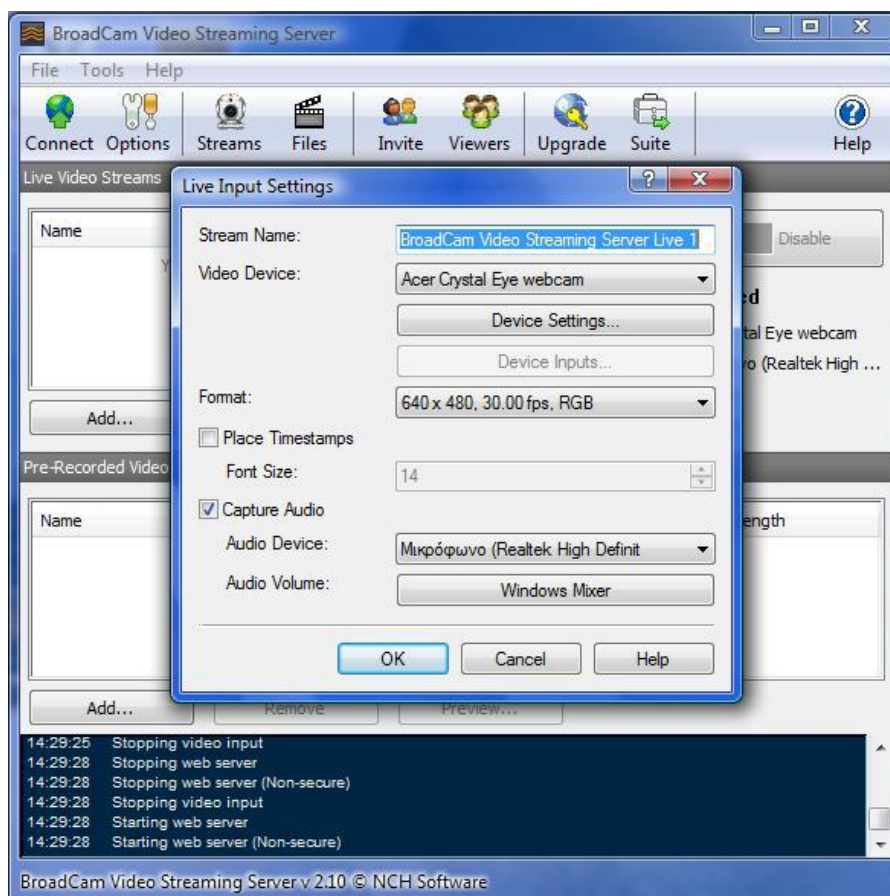 BroadCam Video Streaming Server
File Tools Help
Connect Options Streams Files Invite Viewers Upgrade Suite Help
Live Video Streams
Name
Disable
tal Eye webcam
(Realtek High ...
Add...
Live Input Settings
Stream Name: BroadCam Video Streaming Server Live 1
Video Device: Acer Crystal Eye webcam
Device Settings...
Device Inputs...
Format: 640 x 480, 30.00 fps, RGB
Place Timestamps
Font Size: 14
Capture Audio
Audio Device: Μικρόφωνο (Realtek High Definit
Audio Volume: Windows Mixer
OK Cancel Help
Pre-Recorded Video
Name
ength
Add... Remove Preview...
14:29:25 Stopping video input
14:29:28 Stopping web server
14:29:28 Stopping web server (Non-secure)
14:29:28 Stopping video input
14:29:28 Starting web server
14:29:28 Starting web server (Non-secure)
BroadCam Video Streaming Server v 2.10 © NCH Software